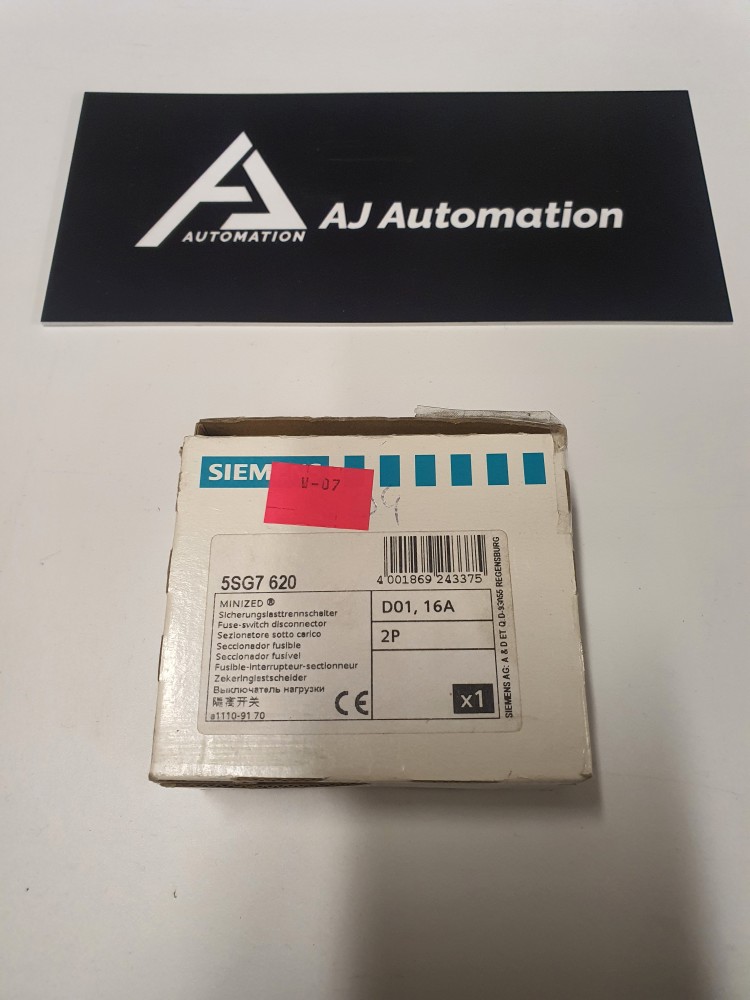 AUTOMATION
AJ Automation
SIEMENS
W-07
09
5SG7 620
4 001869 243375
MINIZED ®
Sicherungslasttrennschalter
Fuse-switch disconnector
Sezionatore sotto carico
Seccionador fusible
Seccionador fusível
Fusible-interrupteur-sectionneur
Zekeringlastscheider
Выключатель нагрузки
隔离开关
a1110-91 70
CE
D01, 16A
2P
x1
SIEMENS AG: A & D ET Q D-93055 REGENSBURG